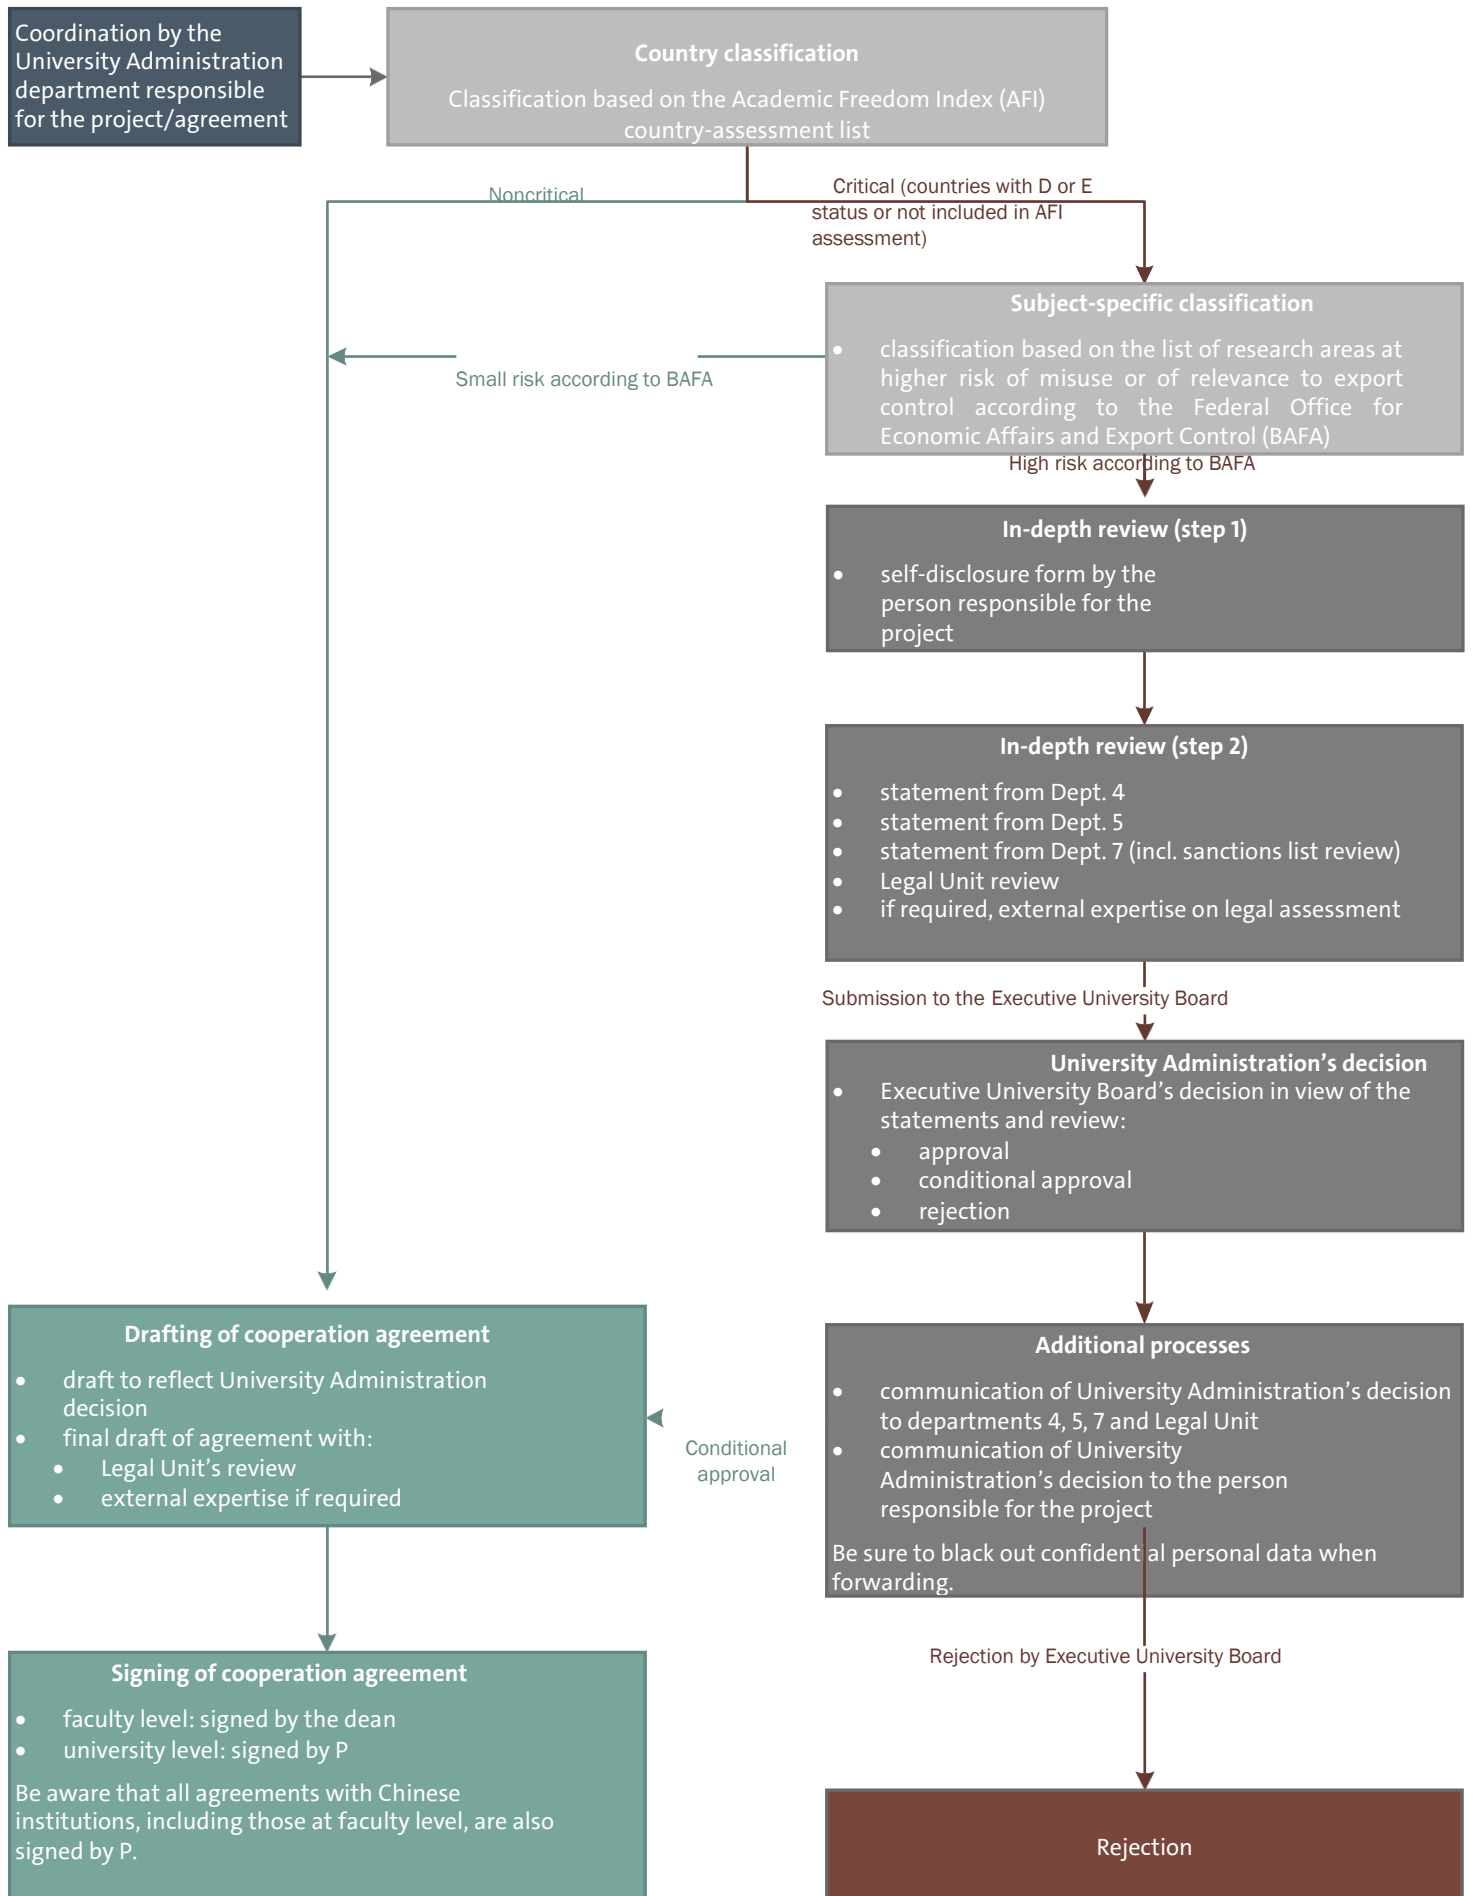 Coordination by the
University Administration
department responsible
for the project/agreement
Country classification
Classification based on the Academic Freedom Index (AFI)
country-assessment list
Noncritical
Critical (countries with D or E
status or not included in AFI
assessment)
Subject-specific classification
• classification based on the list of research areas at
higher risk of misuse or of relevance to export
control according to the Federal Office for
Economic Affairs and Export Control (BAFA)
Small risk according to BAFA
High risk according to BAFA
In-depth review (step 1)
• self-disclosure form by the
person responsible for the
project
In-depth review (step 2)
• statement from Dept. 4
• statement from Dept. 5
• statement from Dept. 7 (incl. sanctions list review)
• Legal Unit review
• if required, external expertise on legal assessment
Submission to the Executive University Board
University Administration’s decision
• Executive University Board’s decision in view of the
statements and review:
• approval
• conditional approval
• rejection
Drafting of cooperation agreement
• draft to reflect University Administration
decision
• final draft of agreement with:
• Legal Unit’s review
• external expertise if required
Conditional
approval
Additional processes
• communication of University Administration’s decision
to departments 4, 5, 7 and Legal Unit
• communication of University
Administration’s decision to the person
responsible for the project
Be sure to black out confidential personal data when
forwarding.
Rejection by Executive University Board
Signing of cooperation agreement
• faculty level: signed by the dean
• university level: signed by P
Be aware that all agreements with Chinese
institutions, including those at faculty level, are also
signed by P.
Rejection